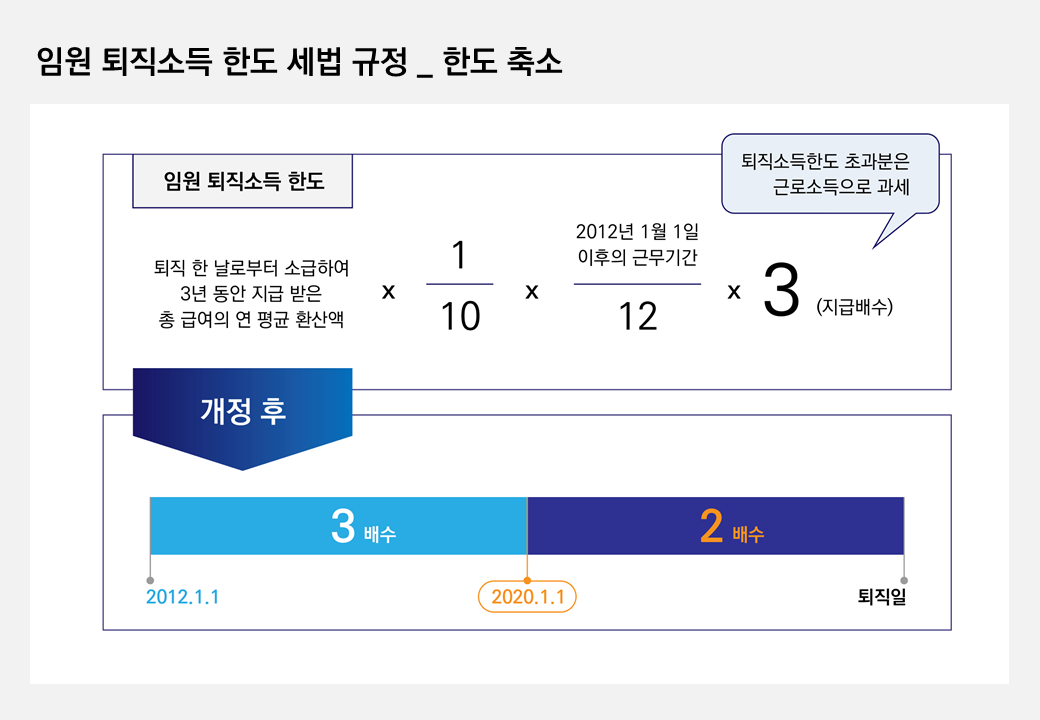 임원 퇴직소득 한도 세법 규정 _ 한도 축소
임원 퇴직소득 한도
퇴직소득한도 초과분은
근로소득으로 과세
퇴직 한 날로부터 소급하여
3년 동안 지급 받은
총 급여의 연 평균 환산액
x
1
10
x
2012년 1월 1일
이후의 근무기간
12
x
3 (지급배수)
개정 후
3 배수
2 배수
2012.1.1
2020.1.1
퇴직일